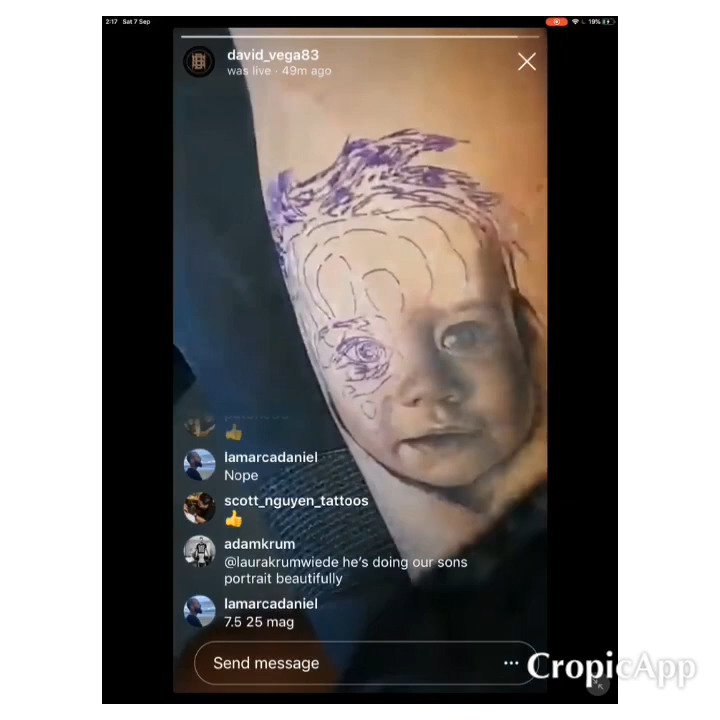 2:17 Sat 7 Sep
19%
david_vega83
was live · 49m ago
lamarcadaniel
Nope
scott_nguyen_tattoos
👍
adamkrum
@laurakrumwiede he's doing our sons
portrait beautifully
lamarcadaniel
7.5 25 mag
Send message
CropicApp